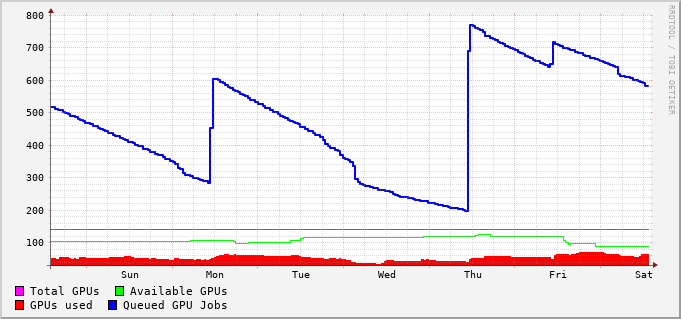 800
700
600
500
400
300
200
100
Sun Mon Tue Wed Thu Fri Sat
Total GPUs Available GPUs
GPUs used Queued GPU Jobs
RRDTOOL / TOBI OETIKER